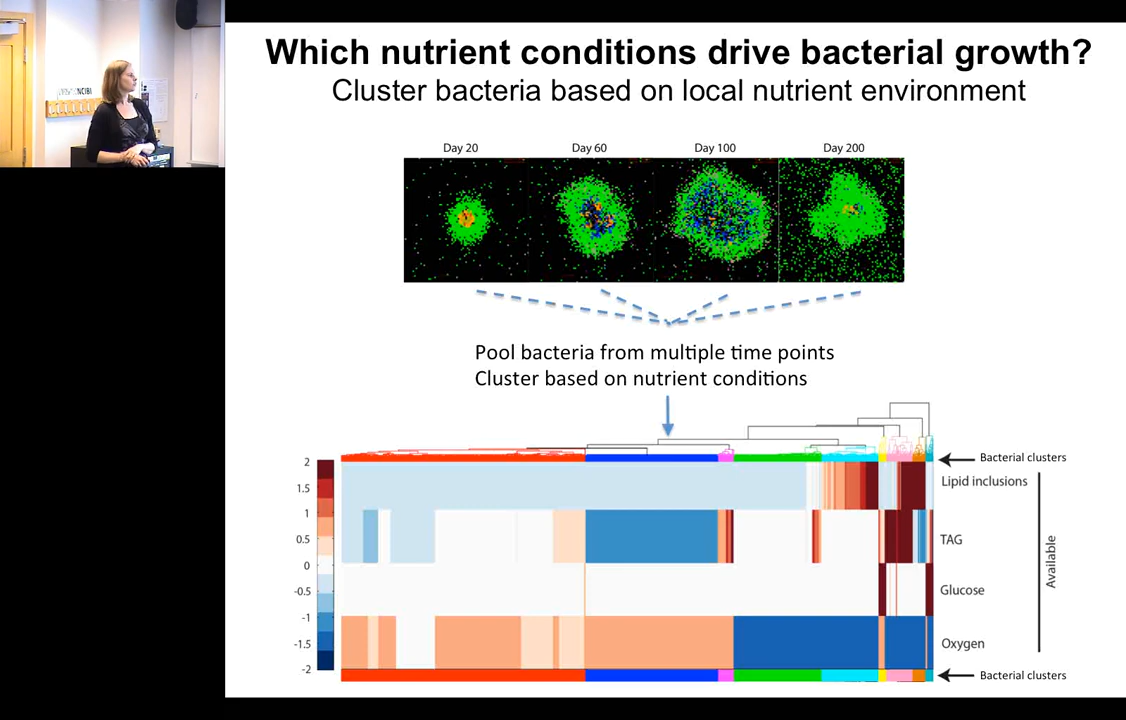 Which nutrient conditions drive bacterial growth?
Cluster bacteria based on local nutrient environment
Day 20 Day 60 Day 100 Day 200
Pool bacteria from multiple time points
Cluster based on nutrient conditions
Bacterial clusters
2
1.5
1
0.5
0
-0.5
-1
-1.5
-2
Lipid inclusions
TAG
Glucose
Oxygen
Available
Bacterial clusters